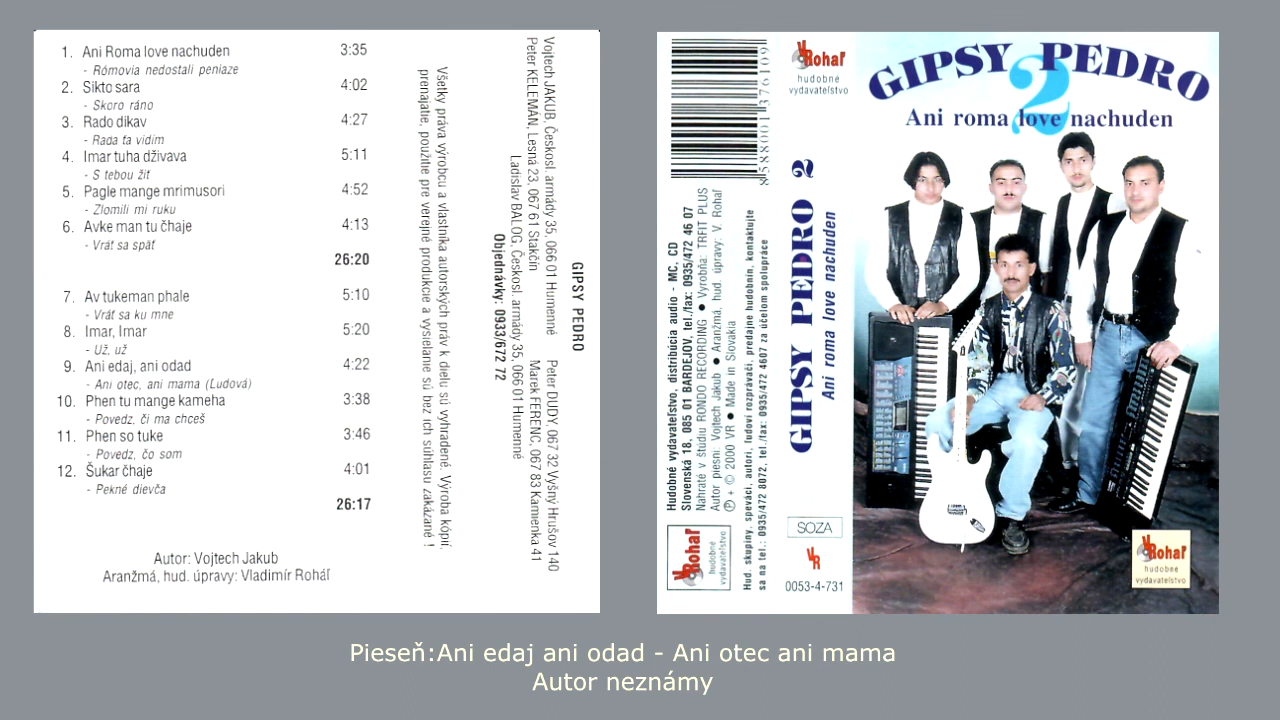 1. Ani Roma love nachuden 3:35
- Rómovia nedostali peniaze
2. Sikto sara 4:02
- Skoro ráno
3. Rado dikav 4:27
- Rada ťa vidím
4. Imar tuha dživava 5:11
- S tebou žiť
5. Pagle mange mrimusori 4:52
- Zlomili mi ruku
6. Avke man tu čhaje 4:13
- Vráť sa späť
26:20
7. Av tukeman phale 5:10
- Vráť sa ku mne
8. Imar, Imar 5:20
- Už, už
9. Ani edaj, ani odad 4:22
- Ani otec, ani mama (Ľudová)
10. Phen tu mange kameha 3:38
- Povedz, či ma chceš
11. Phen so tuke 3:46
- Povedz, čo som
12. Šukar čhaje 4:01
- Pekné dievča
26:17
Autor: Vojtech Jakub
Aranžmá, hud. úpravy: Vladimír Roháľ
GIPSY PEDRO
Vojtech JAKUB, Českosl. armády 35, 066 01 Humenné Peter DUDY, 067 32 Vyšný Hrušov 140
Peter KELEMÁN, Lesná 23, 067 61 Stakčín Marek FERENC, 067 83 Kamienka 41
Ladislav BALOG, Českosl. armády 35, 066 01 Humenné
Objednávky: 0933/672 72
Všetky práva výrobcu a vlastníka autorských práv k dielu sú vyhradené. Výroba kópií,
prenajatie, použitie pre verejné produkcie a vysielanie sú bez ich súhlasu zakázané !
8 588001 376109
Hudobné vydavateľstvo, distribúcia audio - MC, CD
Slovenská 18, 085 01 BARDEJOV, tel./fax: 0935/472 46 07
Nahraté v štúdiu RONDO RECORDING ● Vyrobňa: TRFIT PLUS
Autor piesní: Vojtech Jakub ● Aranžmá, hud. úpravy: V. Roháľ
Ⓟ + © 2000 VR ● Made in Slovakia
Hud. skupiny, speváci, autori, ľudoví rozprávači, predajne hudobnín, kontaktujte
sa na tel.: 0935/472 8072, tel./fax: 0935/472 4607 za účelom spolupráce
VRoháľ
hudobné
vydavateľstvo
VRoháľ
hudobné
vydavateľstvo
GIPSY PEDRO 2
Ani roma love nachuden
SOZA
VR
0053-4-731
GIPSY PEDRO
2
Ani roma love nachuden
VRoháľ
hudobné
vydavateľstvo
Pieseň:Ani edaj ani odad - Ani otec ani mama
Autor neznámy